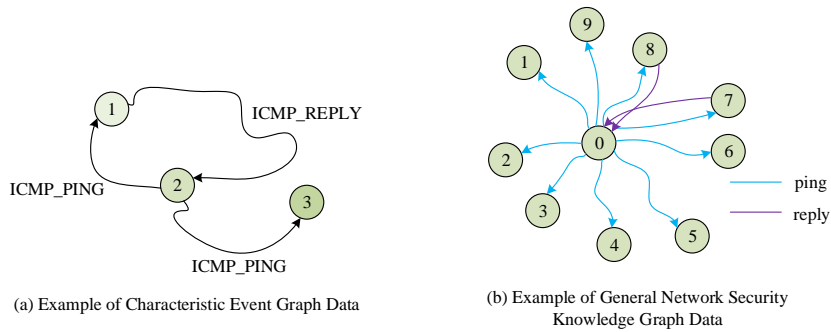 1
ICMP_REPLY
ICMP_PING
2
3
ICMP_PING
(a) Example of Characteristic Event Graph Data
9
8
1
7
0
6
2
3
4
5
ping
reply
(b) Example of General Network Security
Knowledge Graph Data